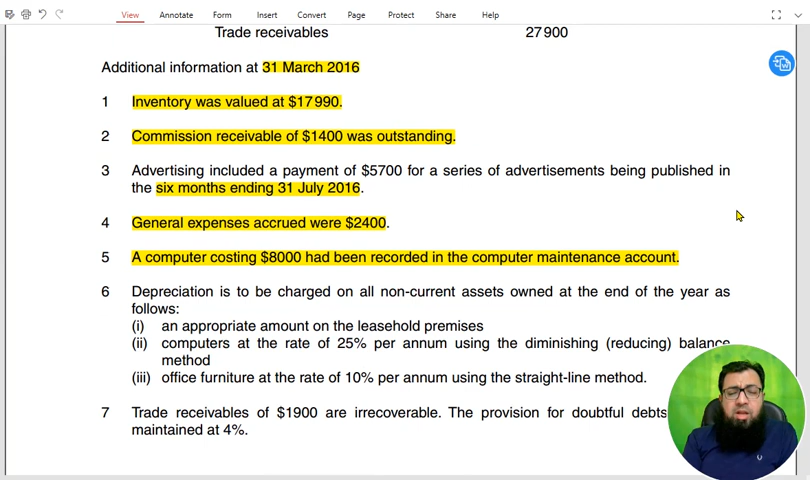 View Annotate Form Insert Convert Page Protect Share Help
Trade receivables 27 900
Additional information at 31 March 2016
1 Inventory was valued at $17 990.
2 Commission receivable of $1400 was outstanding.
3 Advertising included a payment of $5700 for a series of advertisements being published in
the six months ending 31 July 2016.
4 General expenses accrued were $2400.
5 A computer costing $8000 had been recorded in the computer maintenance account.
6 Depreciation is to be charged on all non-current assets owned at the end of the year as
follows:
(i) an appropriate amount on the leasehold premises
(ii) computers at the rate of 25% per annum using the diminishing (reducing) balance
method
(iii) office furniture at the rate of 10% per annum using the straight-line method.
7 Trade receivables of $1900 are irrecoverable. The provision for doubtful debts
maintained at 4%.